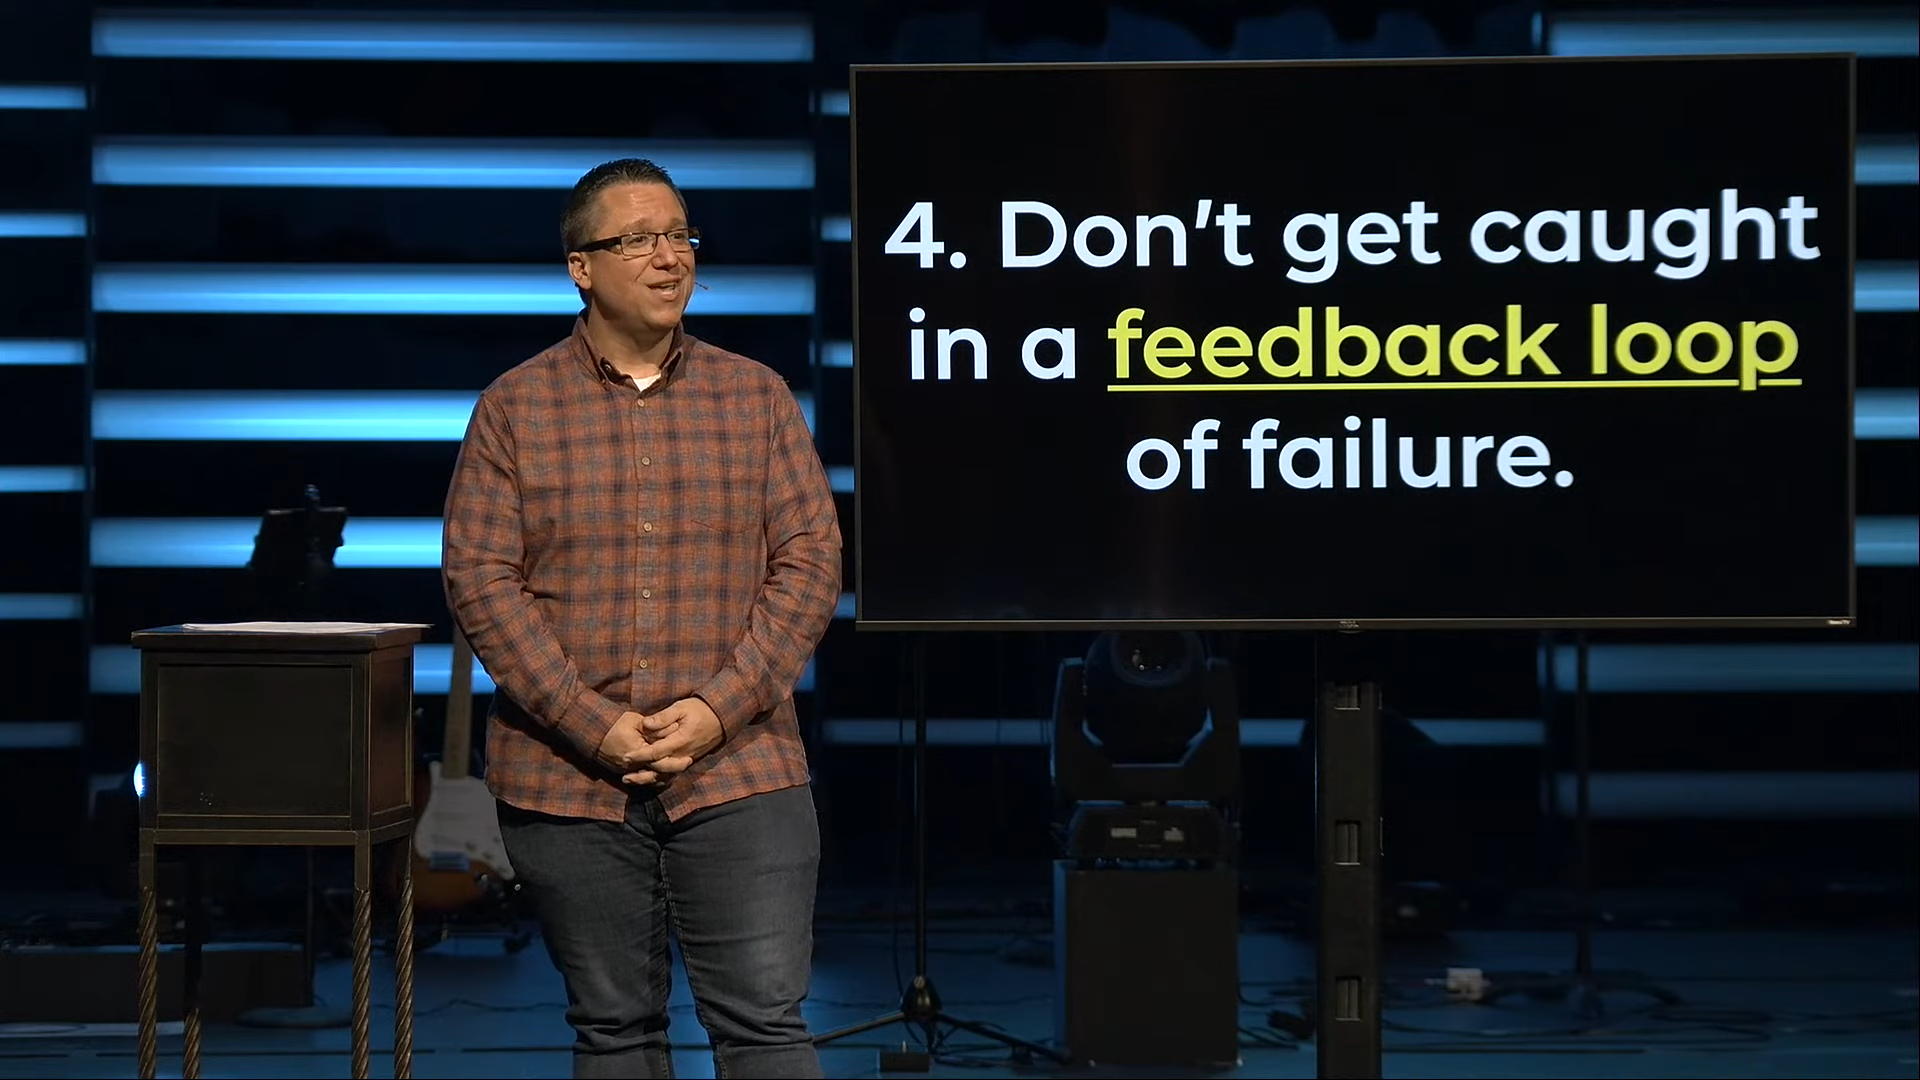 4. Don't get caught
in a feedback loop
of failure.